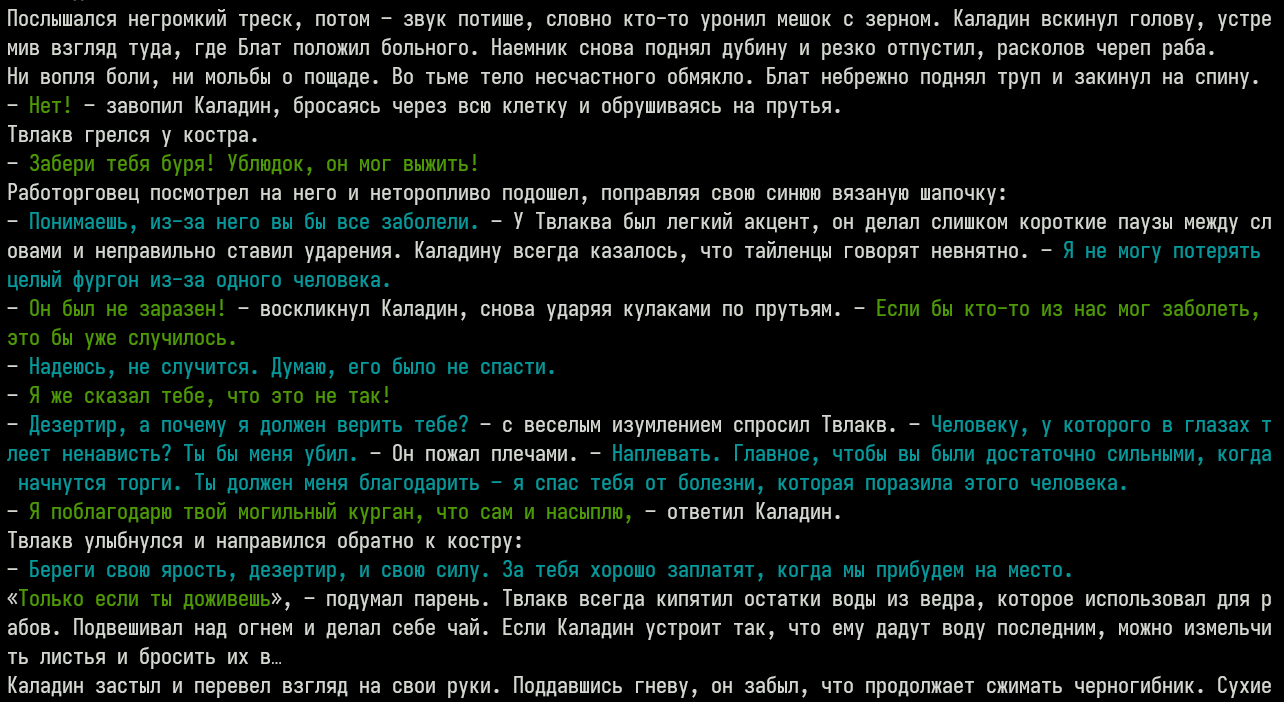 Послышался негромкий треск, потом – звук потише, словно кто-то уронил мешок с зерном. Каладин вскинул голову, устре
мив взгляд туда, где Блат положил больного. Наемник снова поднял дубину и резко отпустил, расколов череп раба.
Ни вопля боли, ни мольбы о пощаде. Во тьме тело несчастного обмякло. Блат небрежно поднял труп и закинул на спину.
– Нет! – завопил Каладин, бросаясь через всю клетку и обрушиваясь на прутья.
Твлакв грелся у костра.
– Забери тебя буря! Ублюдок, он мог выжить!
Работорговец посмотрел на него и неторопливо подошел, поправляя свою синюю вязаную шапочку:
– Понимаешь, из-за него вы бы все заболели. – У Твлаква был легкий акцент, он делал слишком короткие паузы между сл
овами и неправильно ставил ударения. Каладину всегда казалось, что тайленцы говорят невнятно. – Я не могу потерять
целый фургон из-за одного человека.
– Он был не заразен! – воскликнул Каладин, снова ударяя кулаками по прутьям. – Если бы кто-то из нас мог заболеть,
это бы уже случилось.
– Надеюсь, не случится. Думаю, его было не спасти.
– Я же сказал тебе, что это не так!
– Дезертир, а почему я должен верить тебе? – с веселым изумлением спросил Твлакв. – Человеку, у которого в глазах т
леет ненависть? Ты бы меня убил. – Он пожал плечами. – Наплевать. Главное, чтобы вы были достаточно сильными, когда
начнутся торги. Ты должен меня благодарить – я спас тебя от болезни, которая поразила этого человека.
– Я поблагодарю твой могильный курган, что сам и насыплю, – ответил Каладин.
Твлакв улыбнулся и направился обратно к костру:
– Береги свою ярость, дезертир, и свою силу. За тебя хорошо заплатят, когда мы прибудем на место.
«Только если ты доживешь», – подумал парень. Твлакв всегда кипятил остатки воды из ведра, которое использовал для р
абов. Подвешивал над огнем и делал себе чай. Если Каладин устроит так, что ему дадут воду последним, можно измельчи
ть листья и бросить их в…
Каладин застыл и перевел взгляд на свои руки. Поддавшись гневу, он забыл, что продолжает сжимать черногибник. Сухие